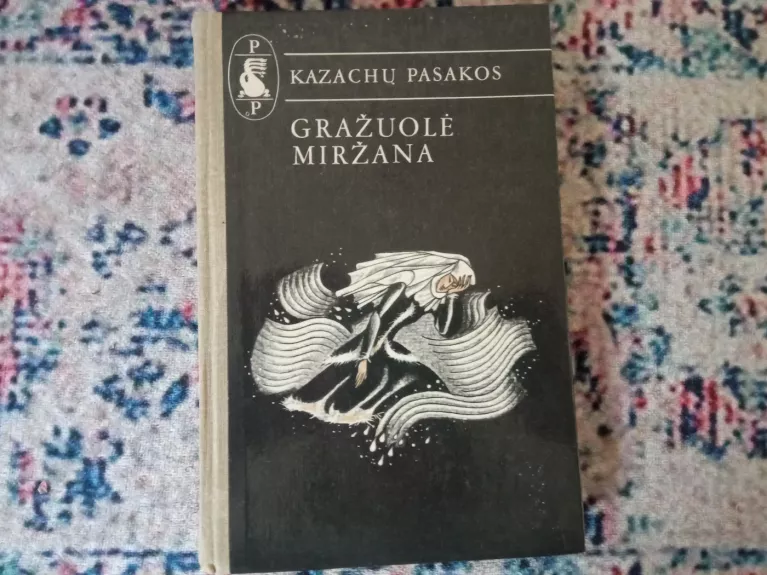 P
KAZACHŲ PASAKOS
P
GRAŽUOLĖ
MIRŽANA